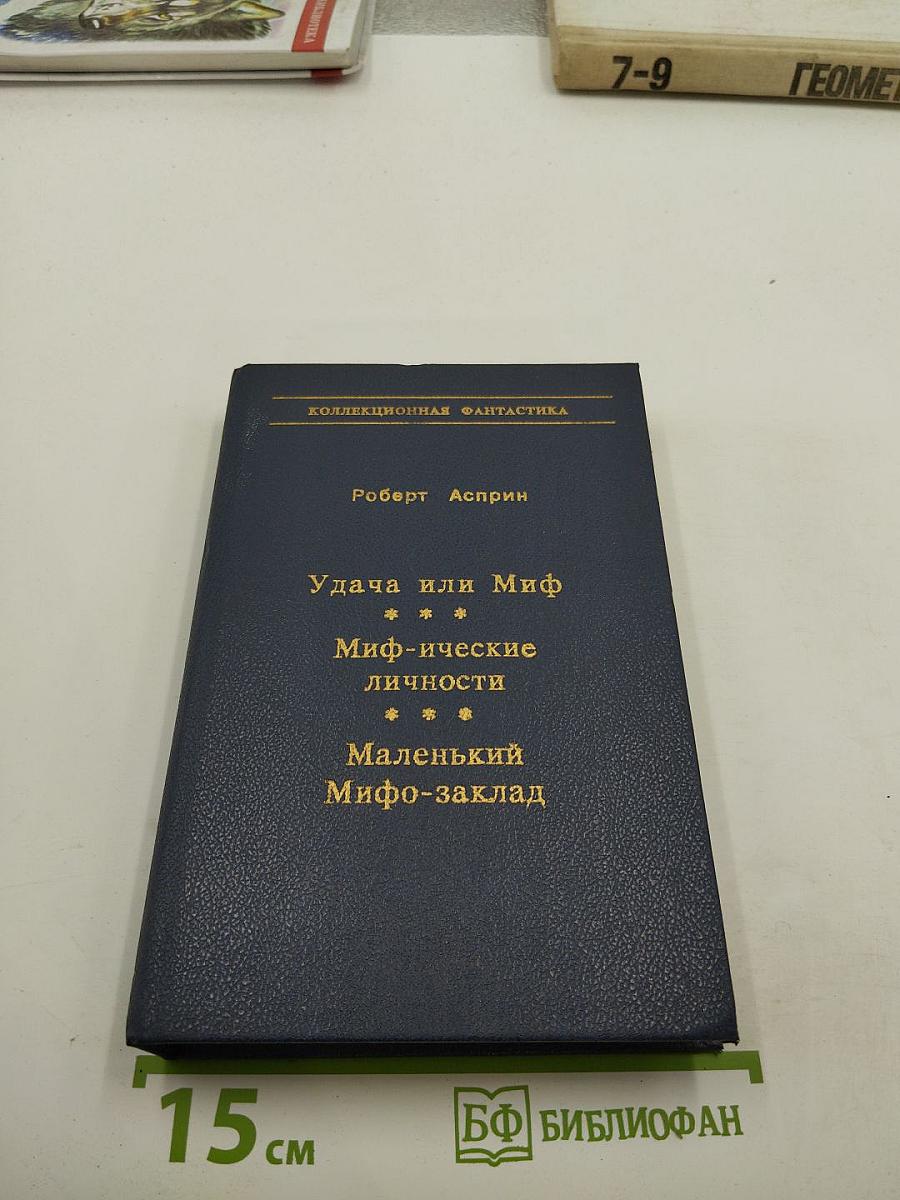 БИБЛИОТЕКА
7-9 ГЕОМЕТ
КОЛЛЕКЦИОННАЯ ФАНТАСТИКА
Роберт Асприн
Удача или Миф
* * *
Миф-ические
личности
* * *
Маленький
Мифо-заклад
15 см
БФ БИБЛИОФАН